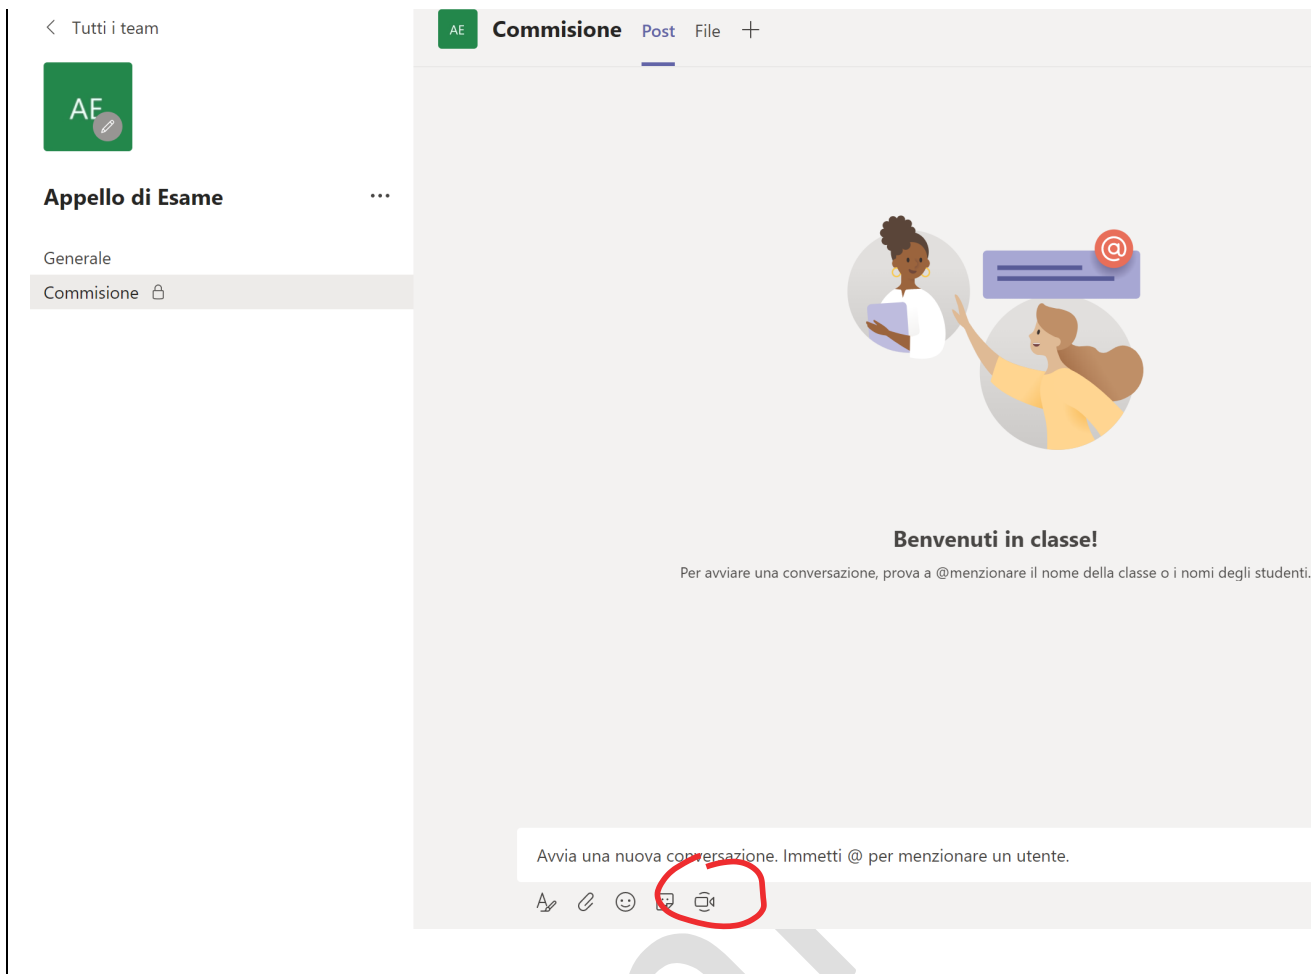 Tutti i team
AE
Appello di Esame
Generale
Commisione
AE Commisione Post File
@
Benvenuti in classe!
Per avviare una conversazione, prova a @menzionare il nome della classe o i nomi degli studenti.
Avvia una nuova conversazione. Immetti @ per menzionare un utente.